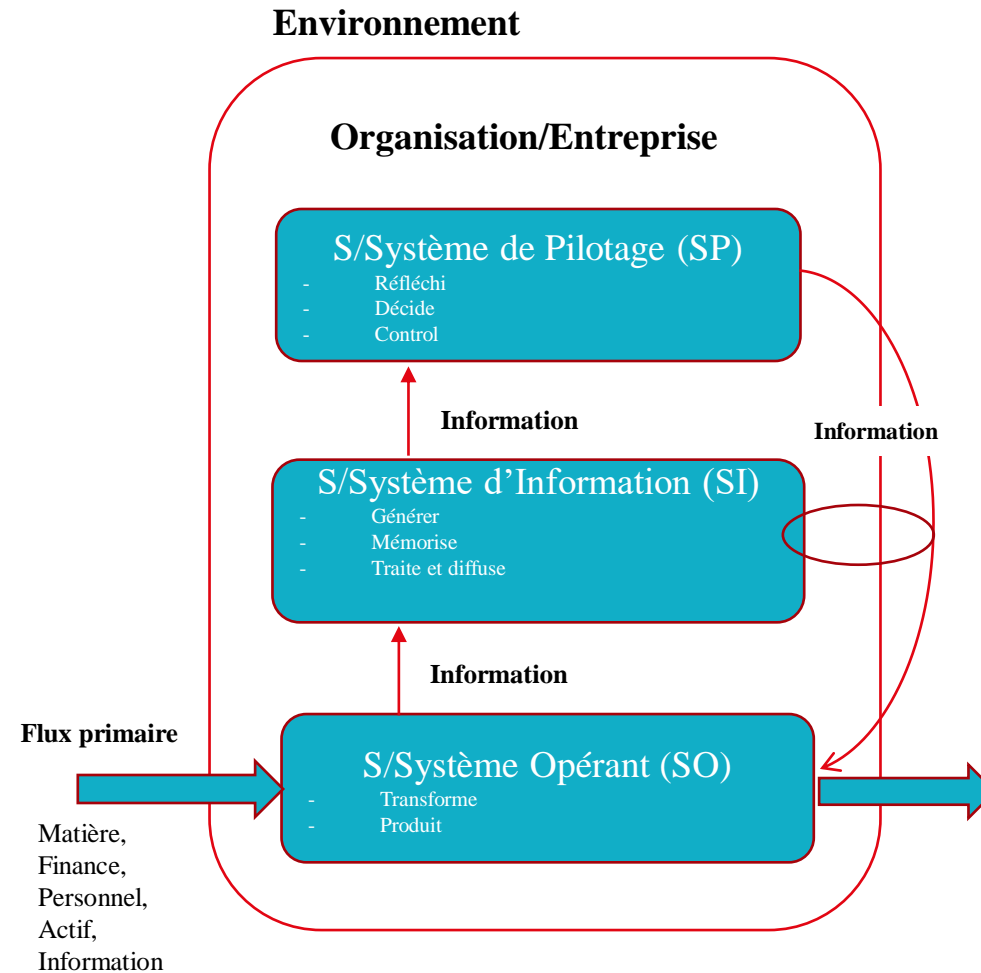 Environnement
Organisation/Entreprise
S/Système de Pilotage (SP)
- Réfléchi
- Décide
- Control
Information
Information
S/Système d’Information (SI)
- Générer
- Mémorise
- Traite et diffuse
Information
Flux primaire
S/Système Opérant (SO)
- Transforme
- Produit
Matière,
Finance,
Personnel,
Actif,
Information